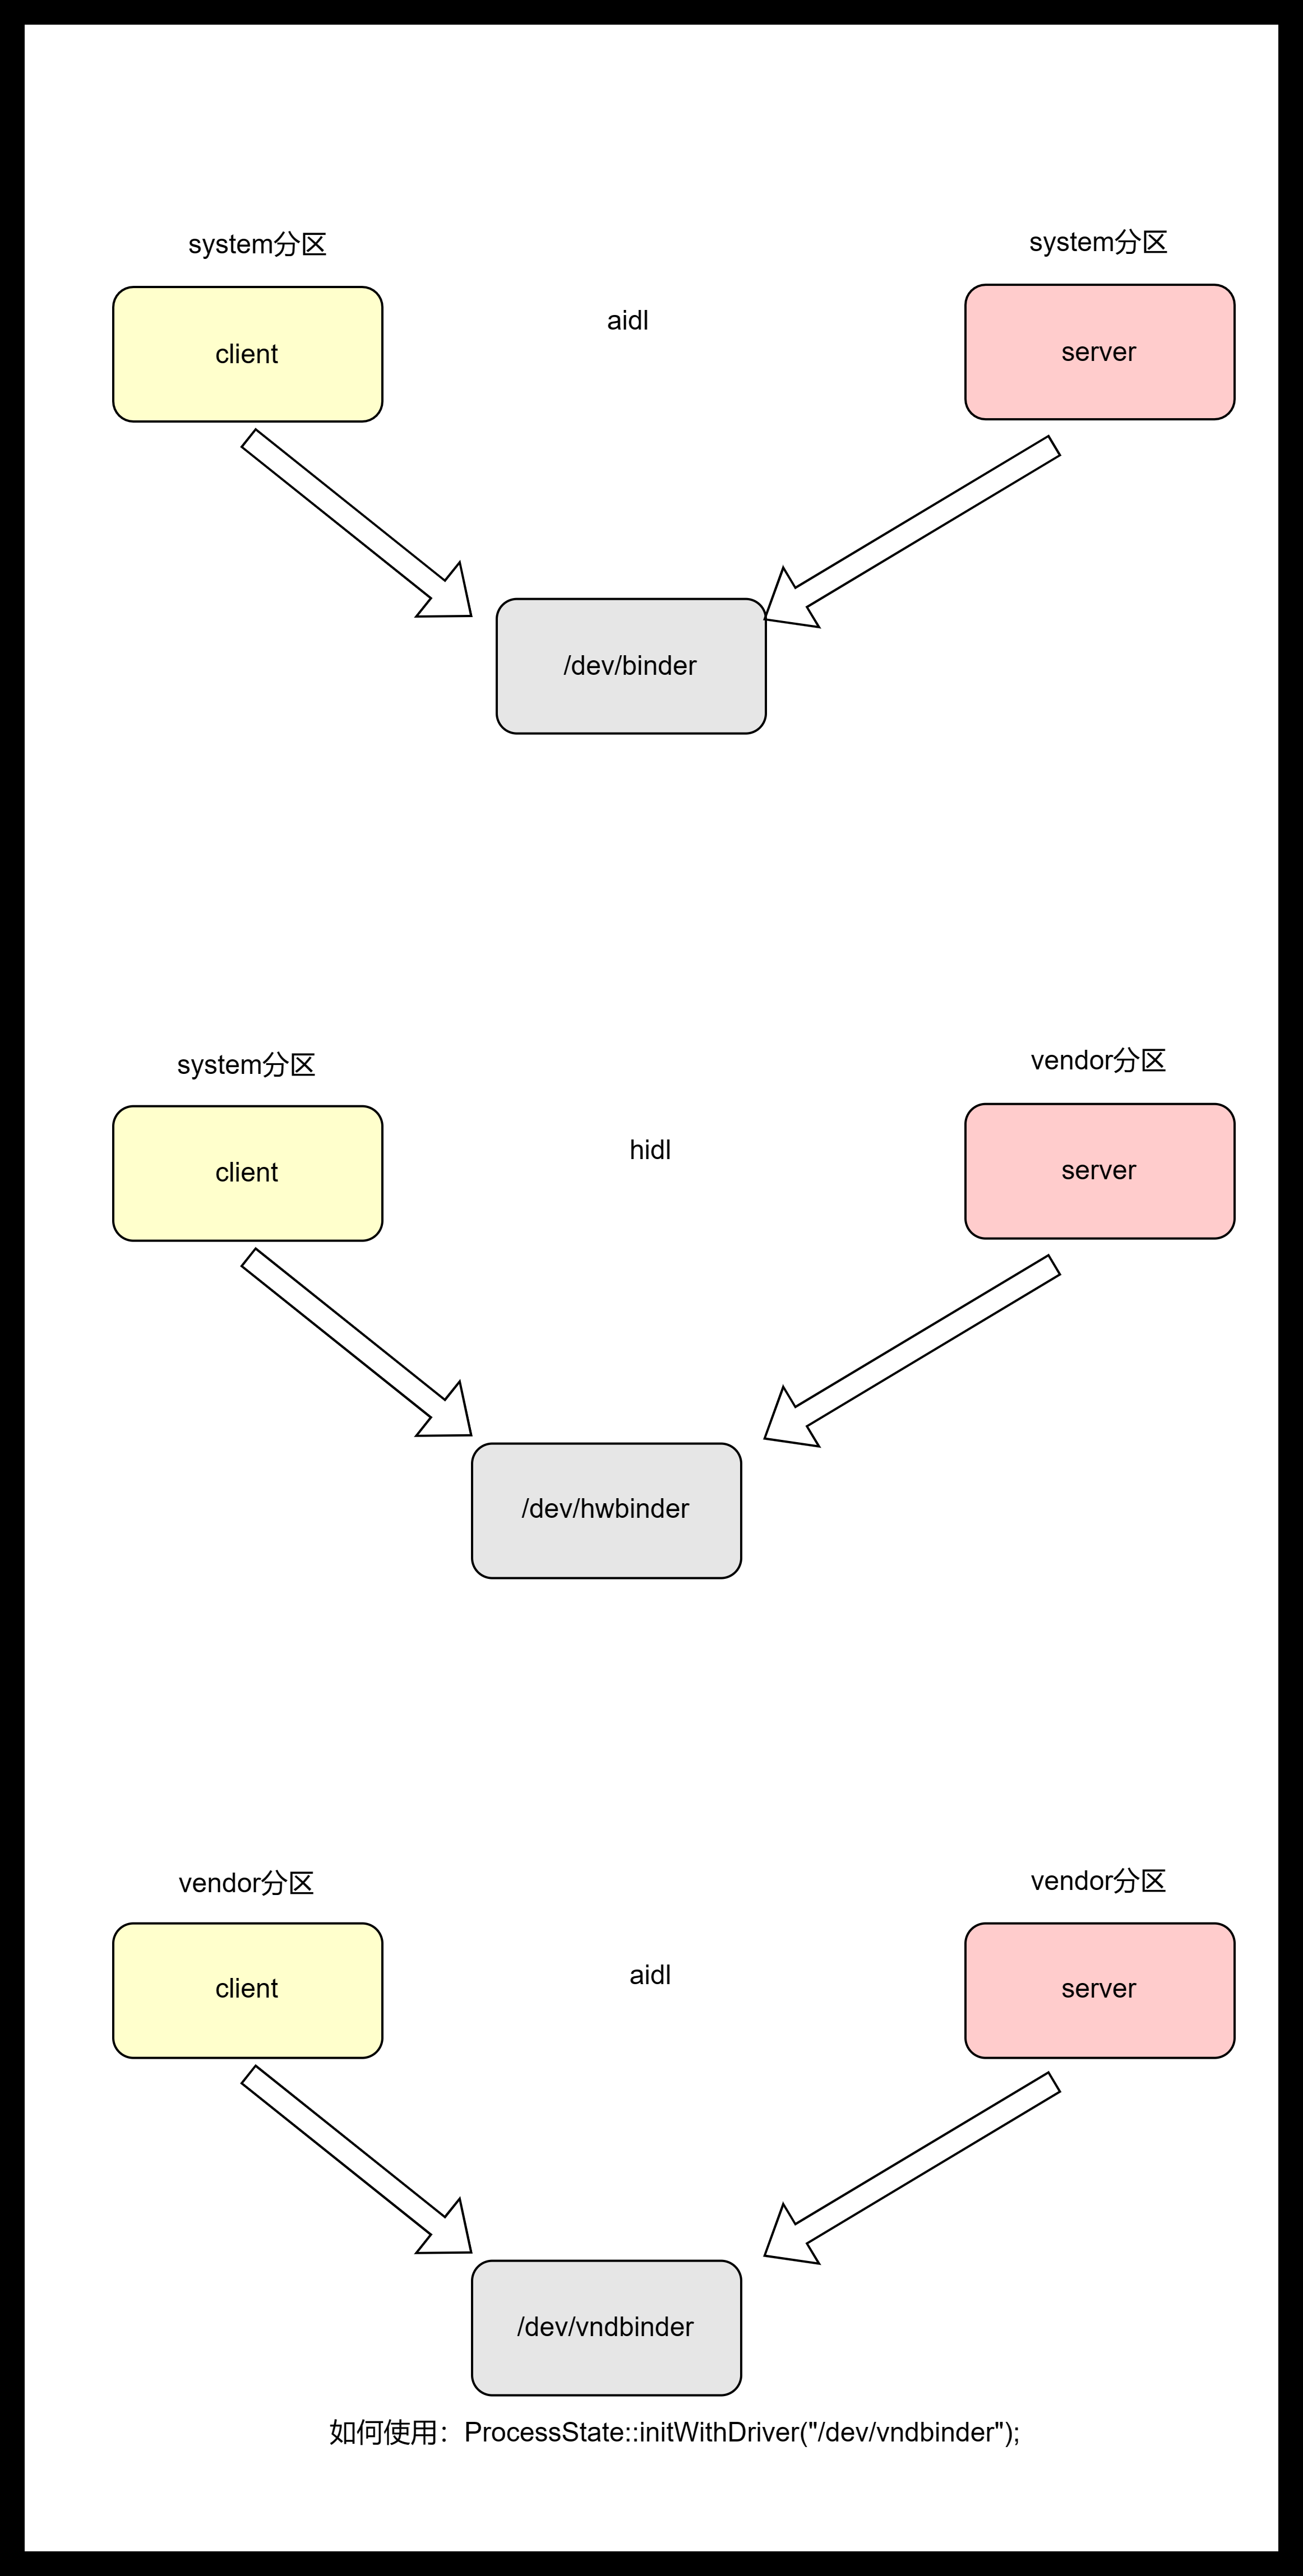 system分区
system分区
client
aidl
server
/dev/binder
system分区
vendor分区
client
hidl
server
/dev/hwbinder
vendor分区
vendor分区
client
aidl
server
/dev/vndbinder
如何使用：ProcessState::initWithDriver("/dev/vndbinder");